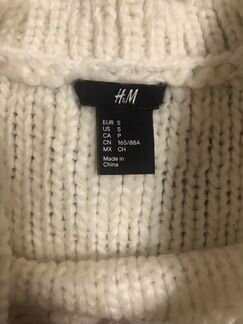 H&M
EUR S
US S
CA P
CN 165/88A
MX CH
Made in
China